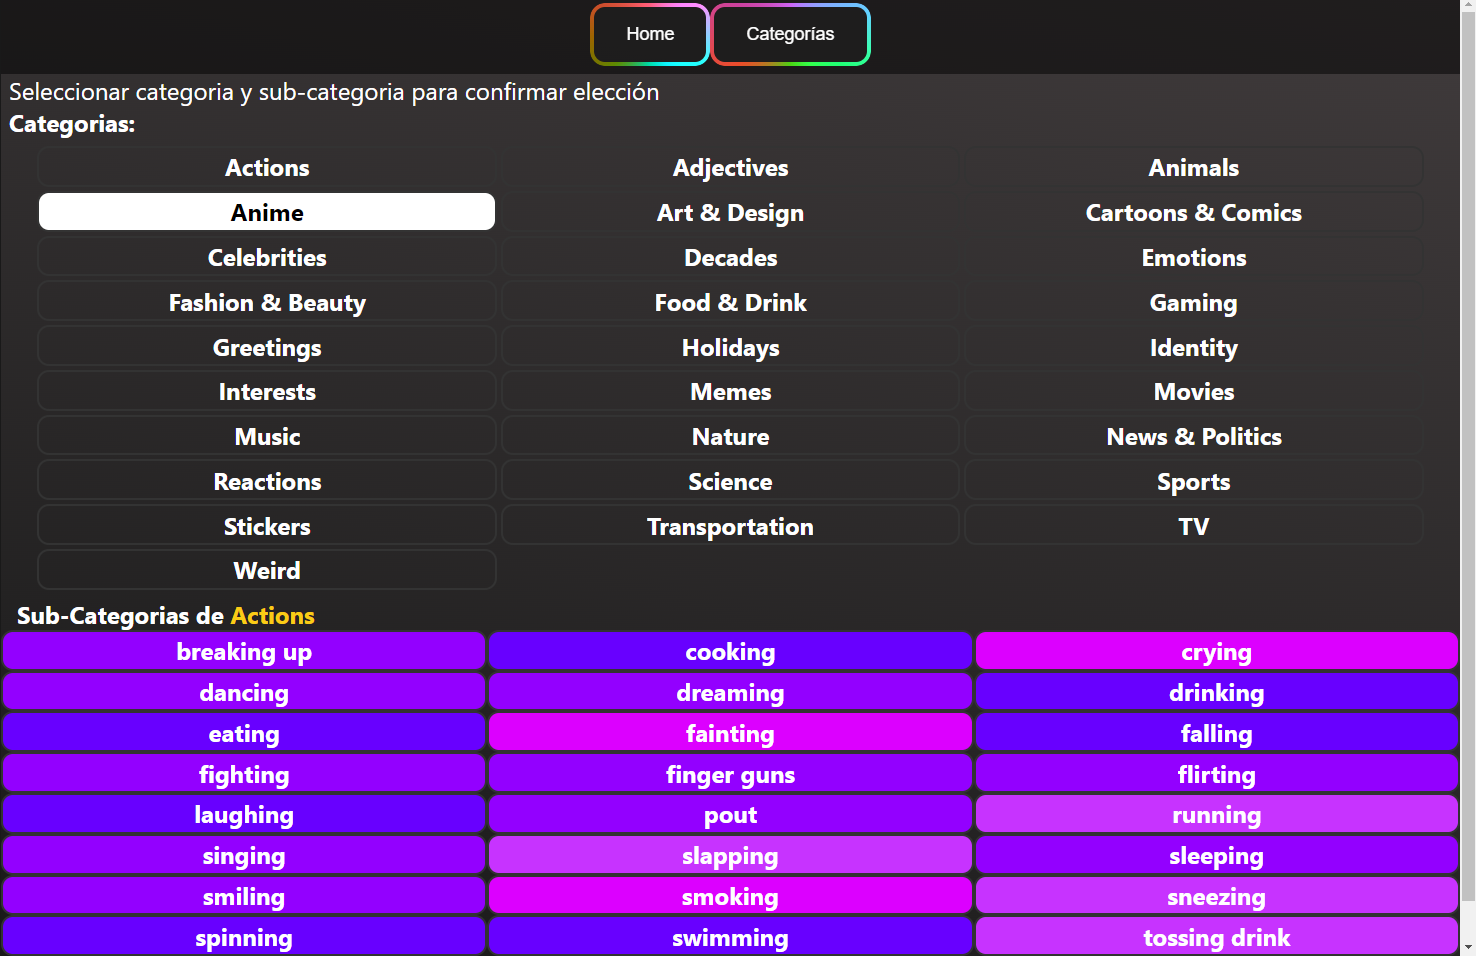 Home Categorías
Seleccionar categoria y sub-categoria para confirmar elección
Categorias:
Actions Adjectives Animals
Anime Art & Design Cartoons & Comics
Celebrities Decades Emotions
Fashion & Beauty Food & Drink Gaming
Greetings Holidays Identity
Interests Memes Movies
Music Nature News & Politics
Reactions Science Sports
Stickers Transportation TV
Weird
Sub-Categorias de Actions
breaking up cooking crying
dancing dreaming drinking
eating fainting falling
fighting finger guns flirting
laughing pout running
singing slapping sleeping
smiling smoking sneezing
spinning swimming tossing drink